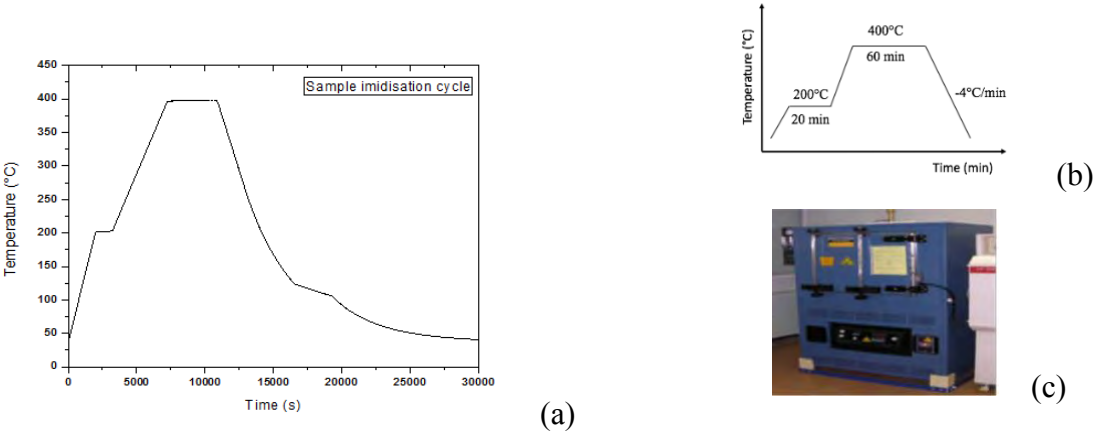 450
400
350
300
250
200
150
100
50
0
Temperature (°C)
Sample imidisation cycle
0 5000 10000 15000 20000 25000 30000
Time (s)
(a)
Temperature (°C)
400°C
60 min
200°C
20 min
-4°C/min
Time (min)
(b)
(c)